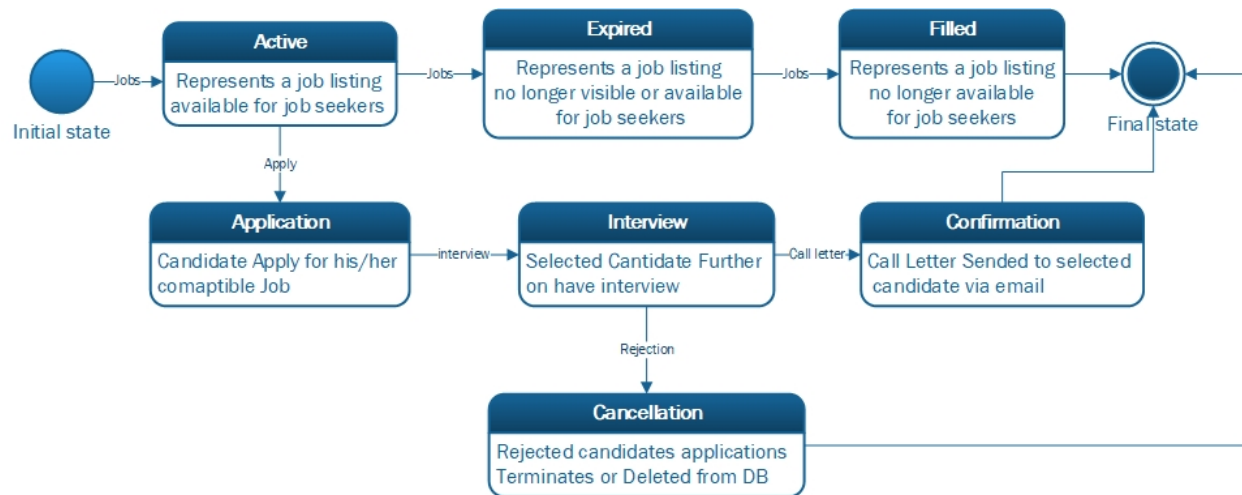 Active
Expired
Filled
Jobs
Represents a job listing
available for job seekers
Jobs
Represents a job listing
no longer visible or available
for job seekers
Jobs
Represents a job listing
no longer available
for job seekers
Initial state
Final state
Apply
Application
Interview
Confirmation
Candidate Apply for his/her
comaptible Job
interview
Selected Cantidate Further
on have interview
Call letter
Call Letter Sended to selected
candidate via email
Rejection
Cancellation
Rejected candidates applications
Terminates or Deleted from DB